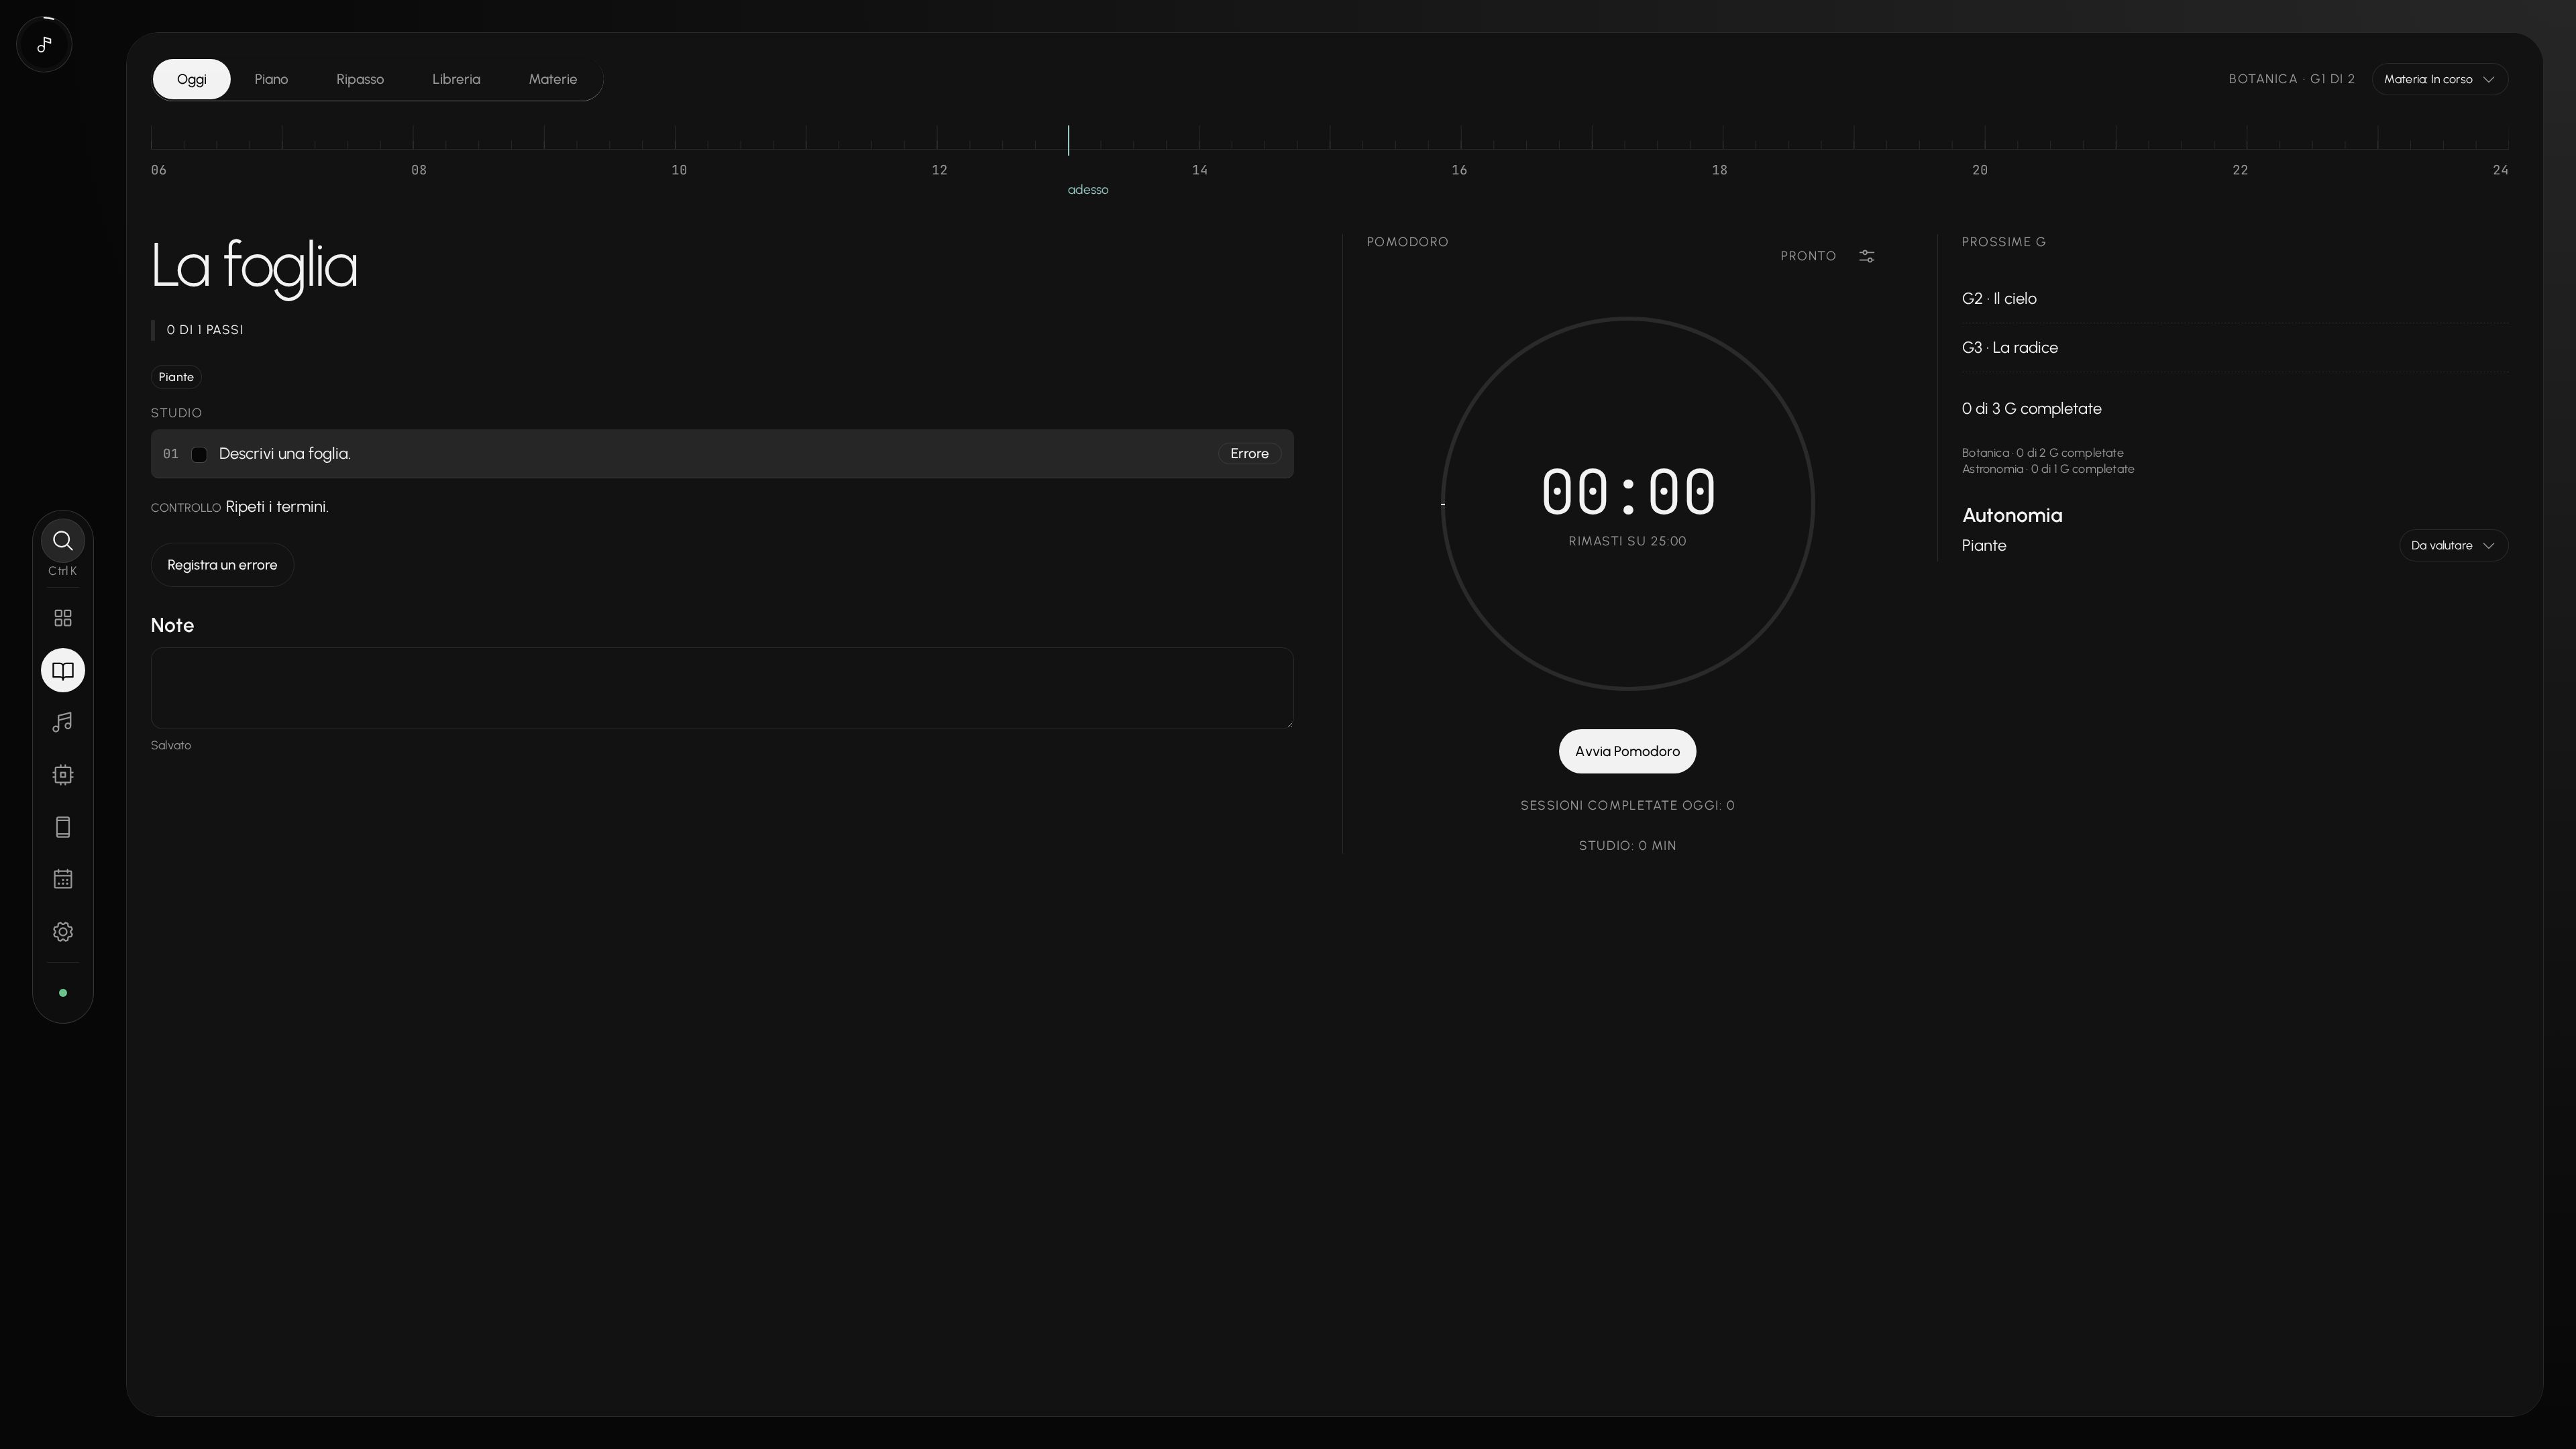 Oggi
Piano
Ripasso
Libreria
Materie
BOTANICA · G1 DI 2
Materia: In corso
06
08
10
12
14
16
18
20
22
24
adesso
La foglia
0 DI 1 PASSI
Piante
STUDIO
01 Descrivi una foglia.
Errore
CONTROLLO Ripeti i termini.
Registra un errore
Note
Salvato
POMODORO
PRONTO
00:00
RIMASTI SU 25:00
Avvia Pomodoro
SESSIONI COMPLETATE OGGI: 0
STUDIO: 0 MIN
PROSSIME G
G2 · Il cielo
G3 · La radice
0 di 3 G completate
Botanica · 0 di 2 G completate
Astronomia · 0 di 1 G completate
Autonomia
Piante
Da valutare
Ctrl K